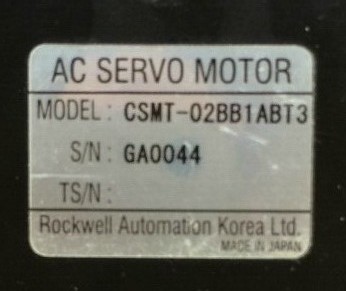 AC SERVO MOTOR
MODEL : CSMT-02BB1ABT3
S/N : GA0044
TS/N :
Rockwell Automation Korea Ltd.
MADE IN JAPAN